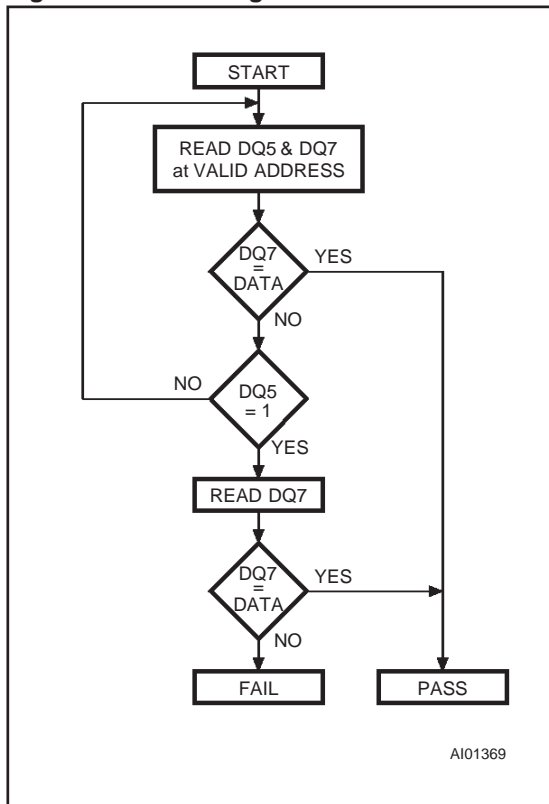 START
READ DQ5 & DQ7
at VALID ADDRESS
DQ7
=
DATA
YES
NO
NO
DQ5
= 1
YES
READ DQ7
DQ7
=
DATA
YES
NO
FAIL
PASS
AI01369